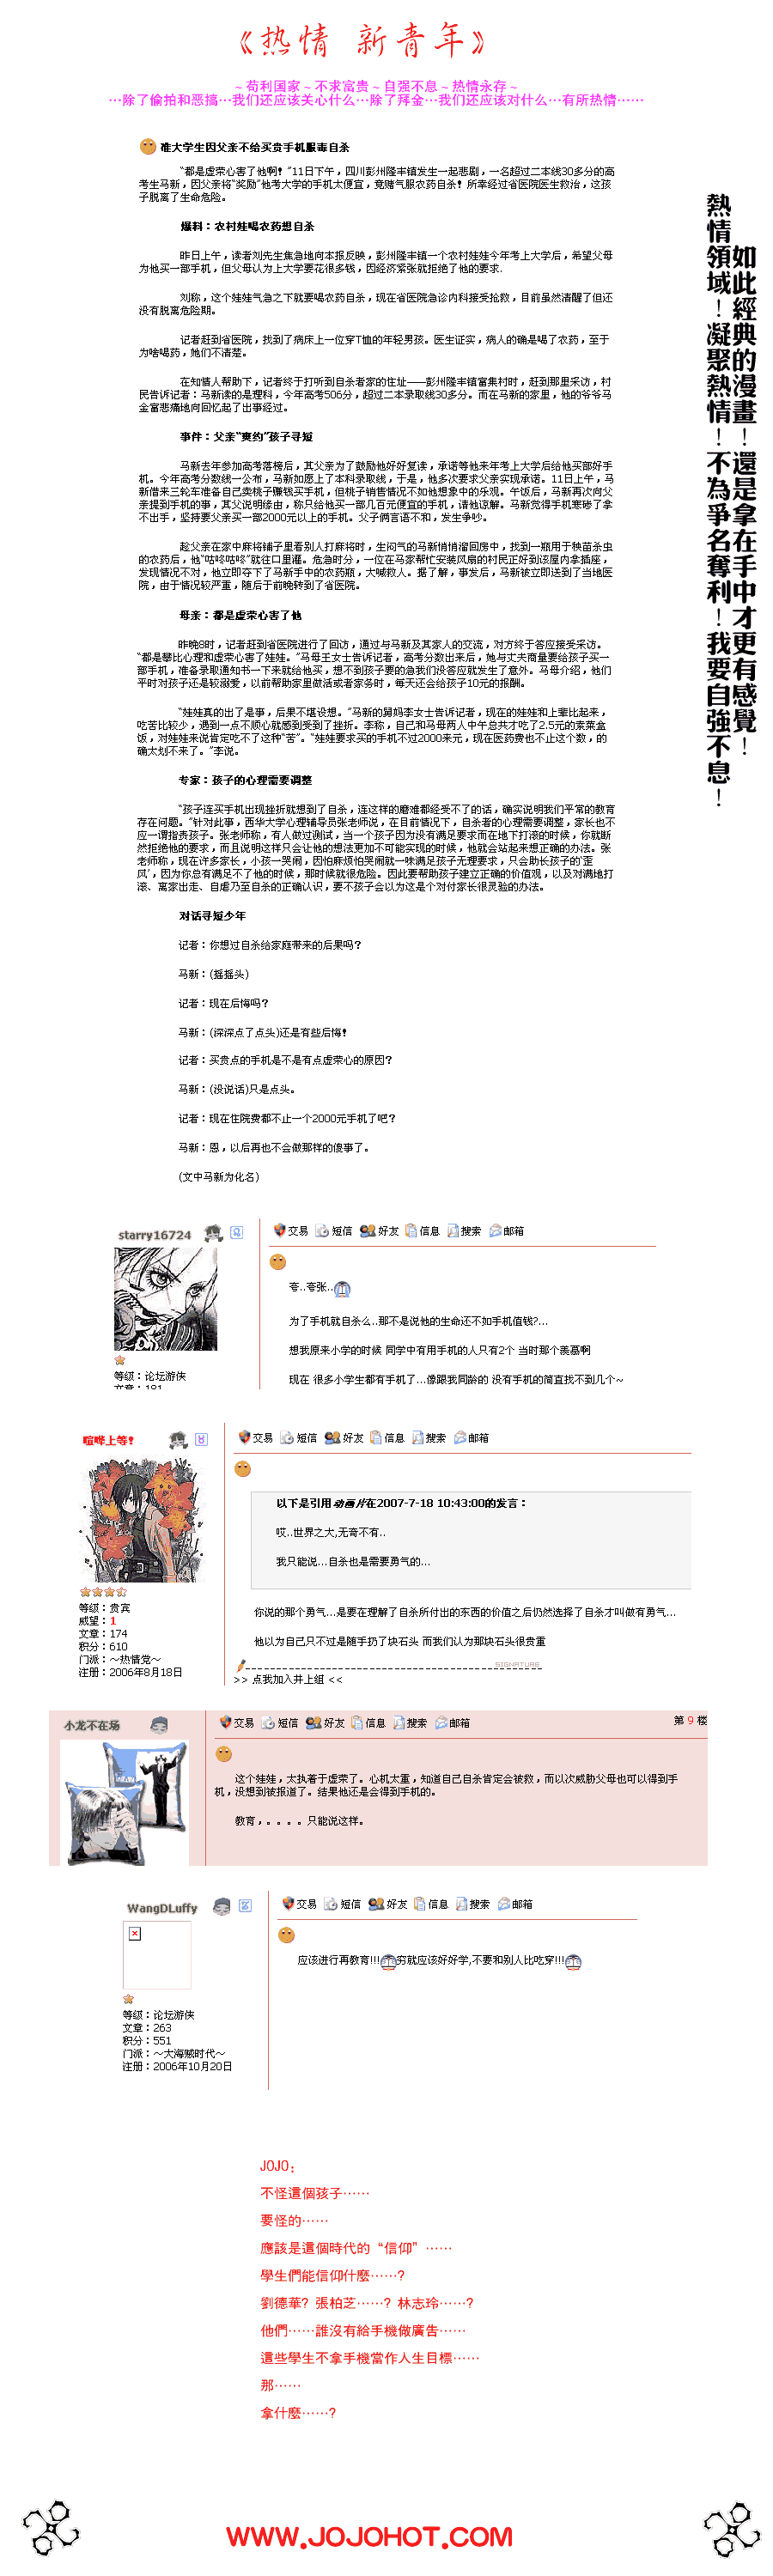 《热情 新青年》
～苟利国家～不求富贵～自强不息～热情永存～
…除了偷拍和恶搞…我们还应该关心什么…除了拜金…我们还应该对什么…有所热情……
准大学生因父亲不给买贵手机服毒自杀
“都是虚荣心害了他啊！”11日下午，四川彭州隆丰镇发生一起悲剧，一名超过二本线30多分的高
考生马新，因父亲将“奖励”他考大学的手机太便宜，竟赌气服农药自杀！所幸经过省医院医生救治，这孩
子脱离了生命危险。
爆料：农村娃喝农药想自杀
昨日上午，读者刘先生焦急地向本报反映，彭州隆丰镇一个农村娃娃今年考上大学后，希望父母
为他买一部手机，但父母认为上大学要花很多钱，因经济紧张就拒绝了他的要求.
刘称，这个娃娃气急之下就要喝农药自杀，现在省医院急诊内科接受抢救，目前虽然清醒了但还
没有脱离危险期。
记者赶到省医院，找到了病床上一位穿T恤的年轻男孩。医生证实，病人的确是喝了农药，至于
为啥喝药，她们不清楚。
在知情人帮助下，记者终于打听到自杀者家的住址——彭州隆丰镇富集村时，赶到那里采访，村
民告诉记者：马新读的是理科，今年高考506分，超过二本录取线30多分。而在马新的家里，他的爷爷马
金富悲痛地向回忆起了出事经过。
事件：父亲“爽约”孩子寻短
马新去年参加高考落榜后，其父亲为了鼓励他好好复读，承诺等他来年考上大学后给他买部好手
机。今年高考分数线一公布，马新如愿上了本科录取线，于是，他多次要求父亲实现承诺。11日上午，马
新借来三轮车准备自己卖桃子赚钱买手机，但桃子销售情况不如他想象中的乐观。午饭后，马新再次向父
亲提到手机的事，其父说明缘由，称只给他买一部几百元便宜的手机，请他谅解。马新觉得手机寒碜了拿
不出手，坚持要父亲买一部2000元以上的手机。父子俩言语不和，发生争吵。
趁父亲在家中麻将铺子里看别人打麻将时，生闷气的马新悄悄溜回房中，找到一瓶用于秧苗杀虫
的农药后，他“咕咚咕咚”就往口里灌。危急时分，一位在马家帮忙安装风扇的村民正好到该屋内拿插座，
发现情况不对，他立即夺下了马新手中的农药瓶，大喊救人。据了解，事发后，马新被立即送到了当地医
院，由于情况较严重，随后于前晚转到了省医院。
母亲：都是虚荣心害了他
昨晚8时，记者赶到省医院进行了回访，通过与马新及其家人的交流，对方终于答应接受采访。
“都是攀比心理和虚荣心害了娃娃。”马母王女士告诉记者，高考分数出来后，她与丈夫商量要给孩子买一
部手机，准备录取通知书一下来就给他买，想不到孩子要的急我们没答应就发生了意外。马母介绍，他们
平时对孩子还是较溺爱，以前帮助家里做活或者家务时，每天还会给孩子10元的报酬。
“娃娃真的出了是事，后果不堪设想。”马新的舅妈李女士告诉记者，现在的娃娃和上辈比起来，
吃苦比较少，遇到一点不顺心就感到受到了挫折。李称，自己和马母两人中午总共才吃了2.5元的素菜盒
饭，对娃娃来说肯定吃不了这种“苦”。“娃娃要求买的手机不过2000来元，现在医药费也不止这个数，的
确太划不来了。”李说。
专家：孩子的心理需要调整
“孩子连买手机出现挫折就想到了自杀，连这样的磨难都经受不了的话，确实说明我们平常的教育
存在问题。”针对此事，西华大学心理辅导员张老师说，在目前情况下，自杀者的心理需要调整，家长也不
应一谓指责孩子。张老师称，有人做过测试，当一个孩子因为没有满足要求而在地下打滚的时候，你就断
然拒绝他的要求，而且说明这样只会让他的想法更加不可能实现的时候，他就会站起来想正确的办法。张
老师称，现在许多家长，小孩一哭闹，因怕麻烦怕哭闹就一味满足孩子无理要求，只会助长孩子的‘歪
风’，因为你总有满足不了他的时候，那时候就很危险。因此要帮助孩子建立正确的价值观，以及对满地打
滚、离家出走、自虐乃至自杀的正确认识，要不孩子会以为这是个对付家长很灵验的办法。
对话寻短少年
记者：你想过自杀给家庭带来的后果吗？
马新：(摇摇头)
记者：现在后悔吗？
马新：(深深点了点头)还是有些后悔！
记者：买贵点的手机是不是有点虚荣心的原因？
马新：(没说话)只是点头。
记者：现在住院费都不止一个2000元手机了吧？
马新：恩，以后再也不会做那样的傻事了。
(文中马新为化名)
如此經典的漫畫！還是拿在手中才更有感覺！
熱情領域！凝聚熱情！不為爭名奪利！我要自強不息！
starry16724
交易 短信 好友 信息 搜索 邮箱
夸..夸张..
为了手机就自杀么..那不是说他的生命还不如手机值钱?...
想我原来小学的时候 同学中有用手机的人只有2个 当时那个羡慕啊
现在 很多小学生都有手机了...像跟我同龄的 没有手机的简直找不到几个~
等级：论坛游侠
文章：181
喧哗上等！
交易 短信 好友 信息 搜索 邮箱
以下是引用动画片在2007-7-18 10:43:00的发言：
哎..世界之大,无奇不有..
我只能说...自杀也是需要勇气的...
你说的那个勇气...是要在理解了自杀所付出的东西的价值之后仍然选择了自杀才叫做有勇气...
他以为自己只不过是随手扔了块石头 而我们认为那块石头很贵重
SIGNATURE
>> 点我加入井上组 <<
等级：贵宾
威望：1
文章：174
积分：610
门派：～热情党～
注册：2006年8月18日
小龙不在场
交易 短信 好友 信息 搜索 邮箱
第 9 楼
这个娃娃，太执着于虚荣了。心机太重，知道自己自杀肯定会被救，而以次威胁父母也可以得到手
机，没想到被报道了。结果他还是会得到手机的。
教育，。。。。只能说这样。
WangDLuffy
交易 短信 好友 信息 搜索 邮箱
应该进行再教育!!!穷就应该好好学,不要和别人比吃穿!!!
等级：论坛游侠
文章：263
积分：551
门派：～大海贼时代～
注册：2006年10月20日
JOJO：
不怪這個孩子……
要怪的……
應該是這個時代的“信仰”……
學生們能信仰什麼……？
劉德華？張柏芝……？林志玲……？
他們……誰沒有給手機做廣告……
這些學生不拿手機當作人生目標……
那……
拿什麼……？
WWW.JOJOHOT.COM